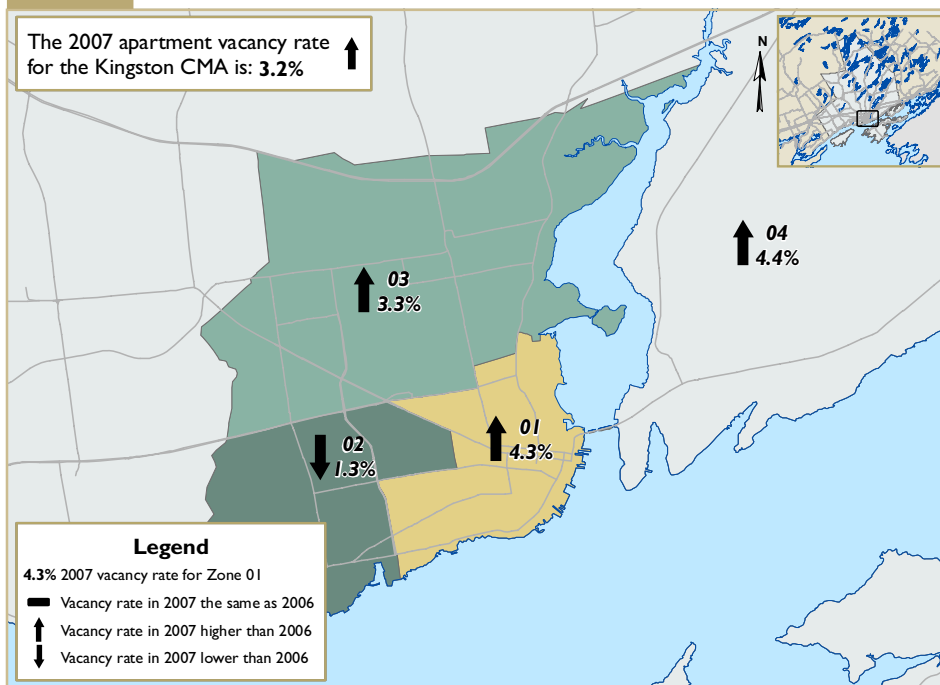 The 2007 apartment vacancy rate
for the Kingston CMA is: 3.2%
N
04
4.4%
03
3.3%
01
4.3%
02
1.3%
Legend
4.3% 2007 vacancy rate for Zone 01
Vacancy rate in 2007 the same as 2006
Vacancy rate in 2007 higher than 2006
Vacancy rate in 2007 lower than 2006